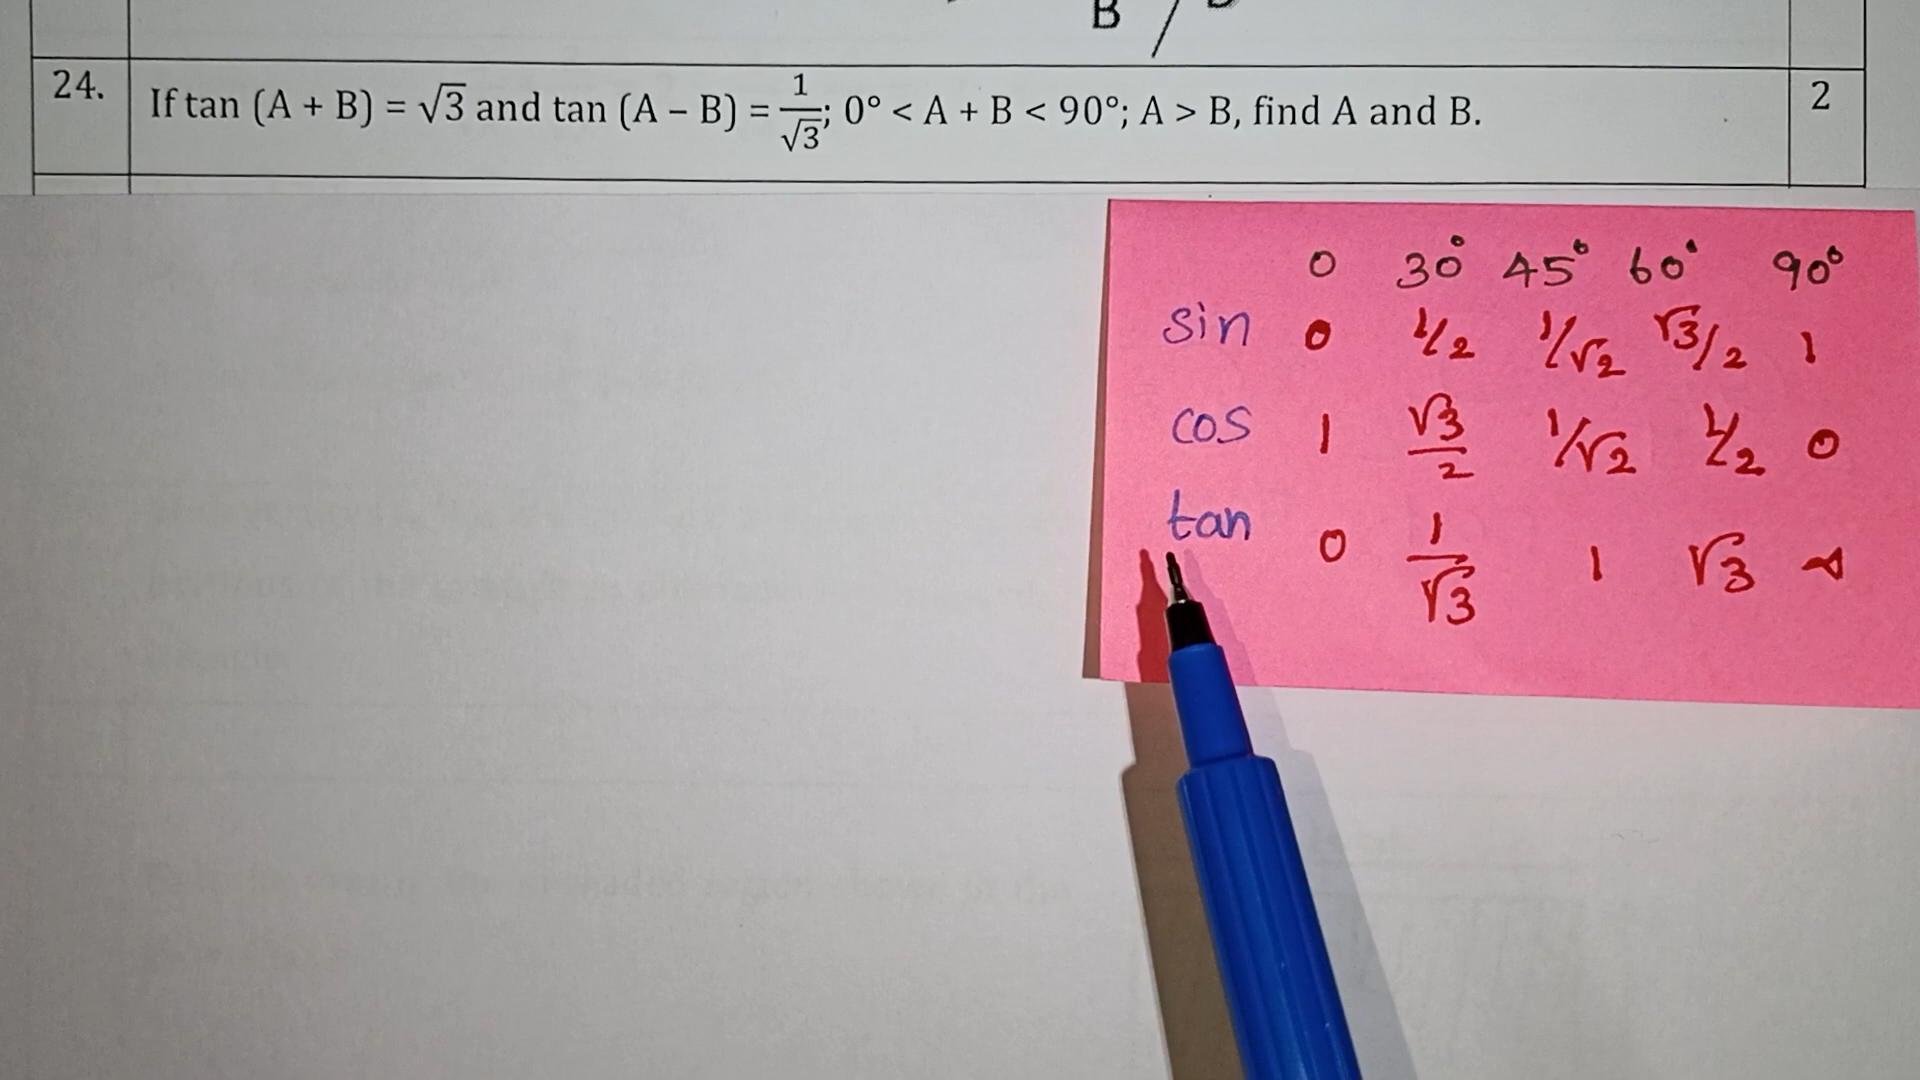 B
24. If tan (A + B) = √3 and tan (A – B) = 1/√3; 0° < A + B < 90°; A > B, find A and B. 2
0 30° 45° 60° 90°
sin 0 1/2 1/√2 √3/2 1
cos 1 √3/2 1/√2 1/2 0
tan 0 1/√3 1 √3